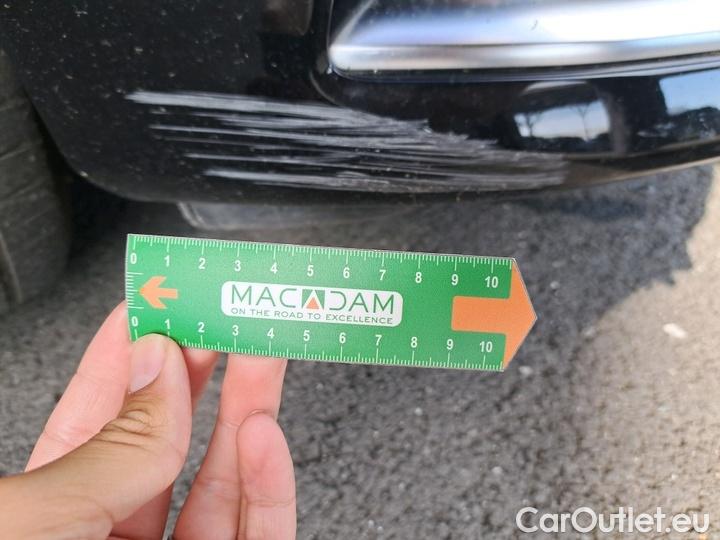 0 1 2 3 4 5 6 7 8 9 10
MACADAM
ON THE ROAD TO EXCELLENCE
0 1 2 3 4 5 6 7 8 9 10
CarOutlet.eu